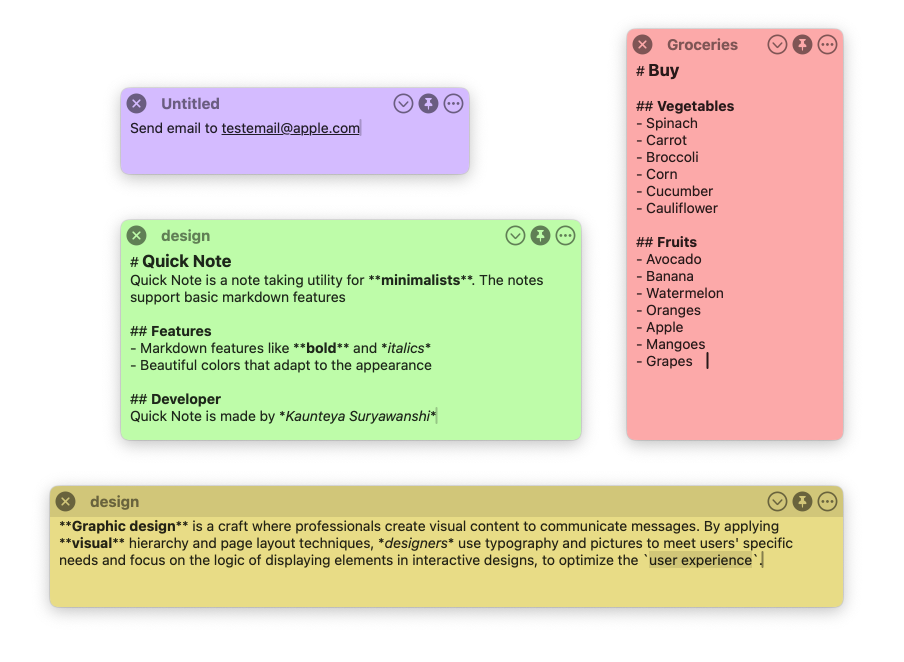 Untitled
Send email to testemail@apple.com
design
# Quick Note
Quick Note is a note taking utility for **minimalists**. The notes
support basic markdown features
## Features
- Markdown features like **bold** and *italics*
- Beautiful colors that adapt to the appearance
## Developer
Quick Note is made by *Kaunteya Suryawanshi*
Groceries
# Buy
## Vegetables
- Spinach
- Carrot
- Broccoli
- Corn
- Cucumber
- Cauliflower
## Fruits
- Avocado
- Banana
- Watermelon
- Oranges
- Apple
- Mangoes
- Grapes
design
**Graphic design** is a craft where professionals create visual content to communicate messages. By applying
**visual** hierarchy and page layout techniques, *designers* use typography and pictures to meet users' specific
needs and focus on the logic of displaying elements in interactive designs, to optimize the `user experience`.